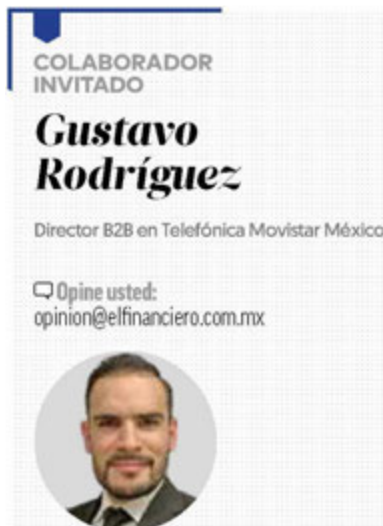 COLABORADOR
INVITADO
Gustavo
Rodríguez
Director B2B en Telefónica Movistar México
Opine usted:
opinion@elfinanciero.com.mx